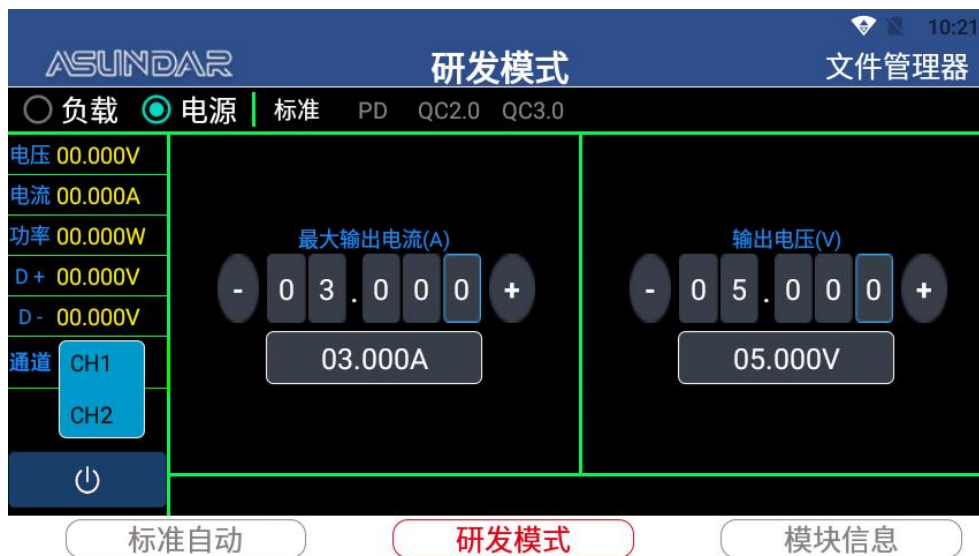 10:21
ASUNDAR 研发模式 文件管理器
负载 电源 标准 PD QC2.0 QC3.0
电压 00.000V
电流 00.000A
功率 00.000W
D+ 00.000V
D- 00.000V
通道 CH1
CH2
最大输出电流(A)
- 0 3 . 0 0 0 +
03.000A
输出电压(V)
- 0 5 . 0 0 0 +
05.000V
标准自动 研发模式 模块信息